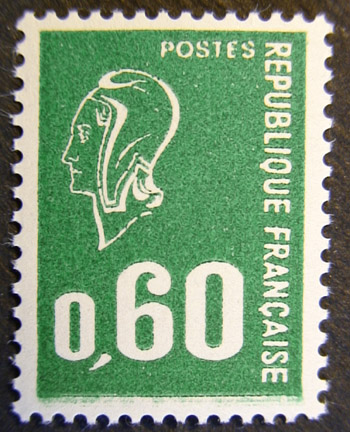 POSTES
REPUBLIQUE FRANÇAISE
0,60